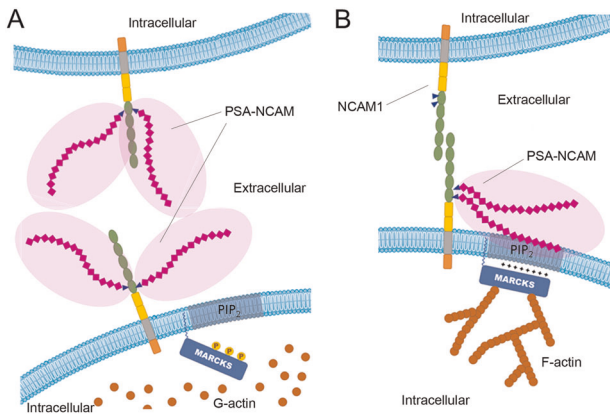 A
Intracellular
PSA-NCAM
Extracellular
PIP2
MARCKS
P P P
G-actin
Intracellular
B
Intracellular
NCAM1
Extracellular
PSA-NCAM
PIP2
MARCKS
F-actin
Intracellular